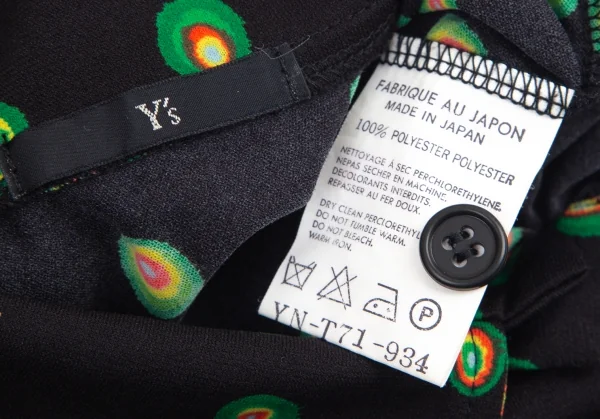 Y's
FABRIQUE AU JAPON
MADE IN JAPAN
100% POLYESTER POLYESTER
NETTOYAGE À SEC PERCHLORETHYLENE.
NEPAS SECHER EN MACHINE.
DECOLORANTS INTERDITS.
REPASSER AU FER DOUX.
DRY CLEAN PERCLORETHYL
DO NOT TUMBLE WARM.
DO NOT BLEACH.
WARM IRON.
P
YN-T71-934